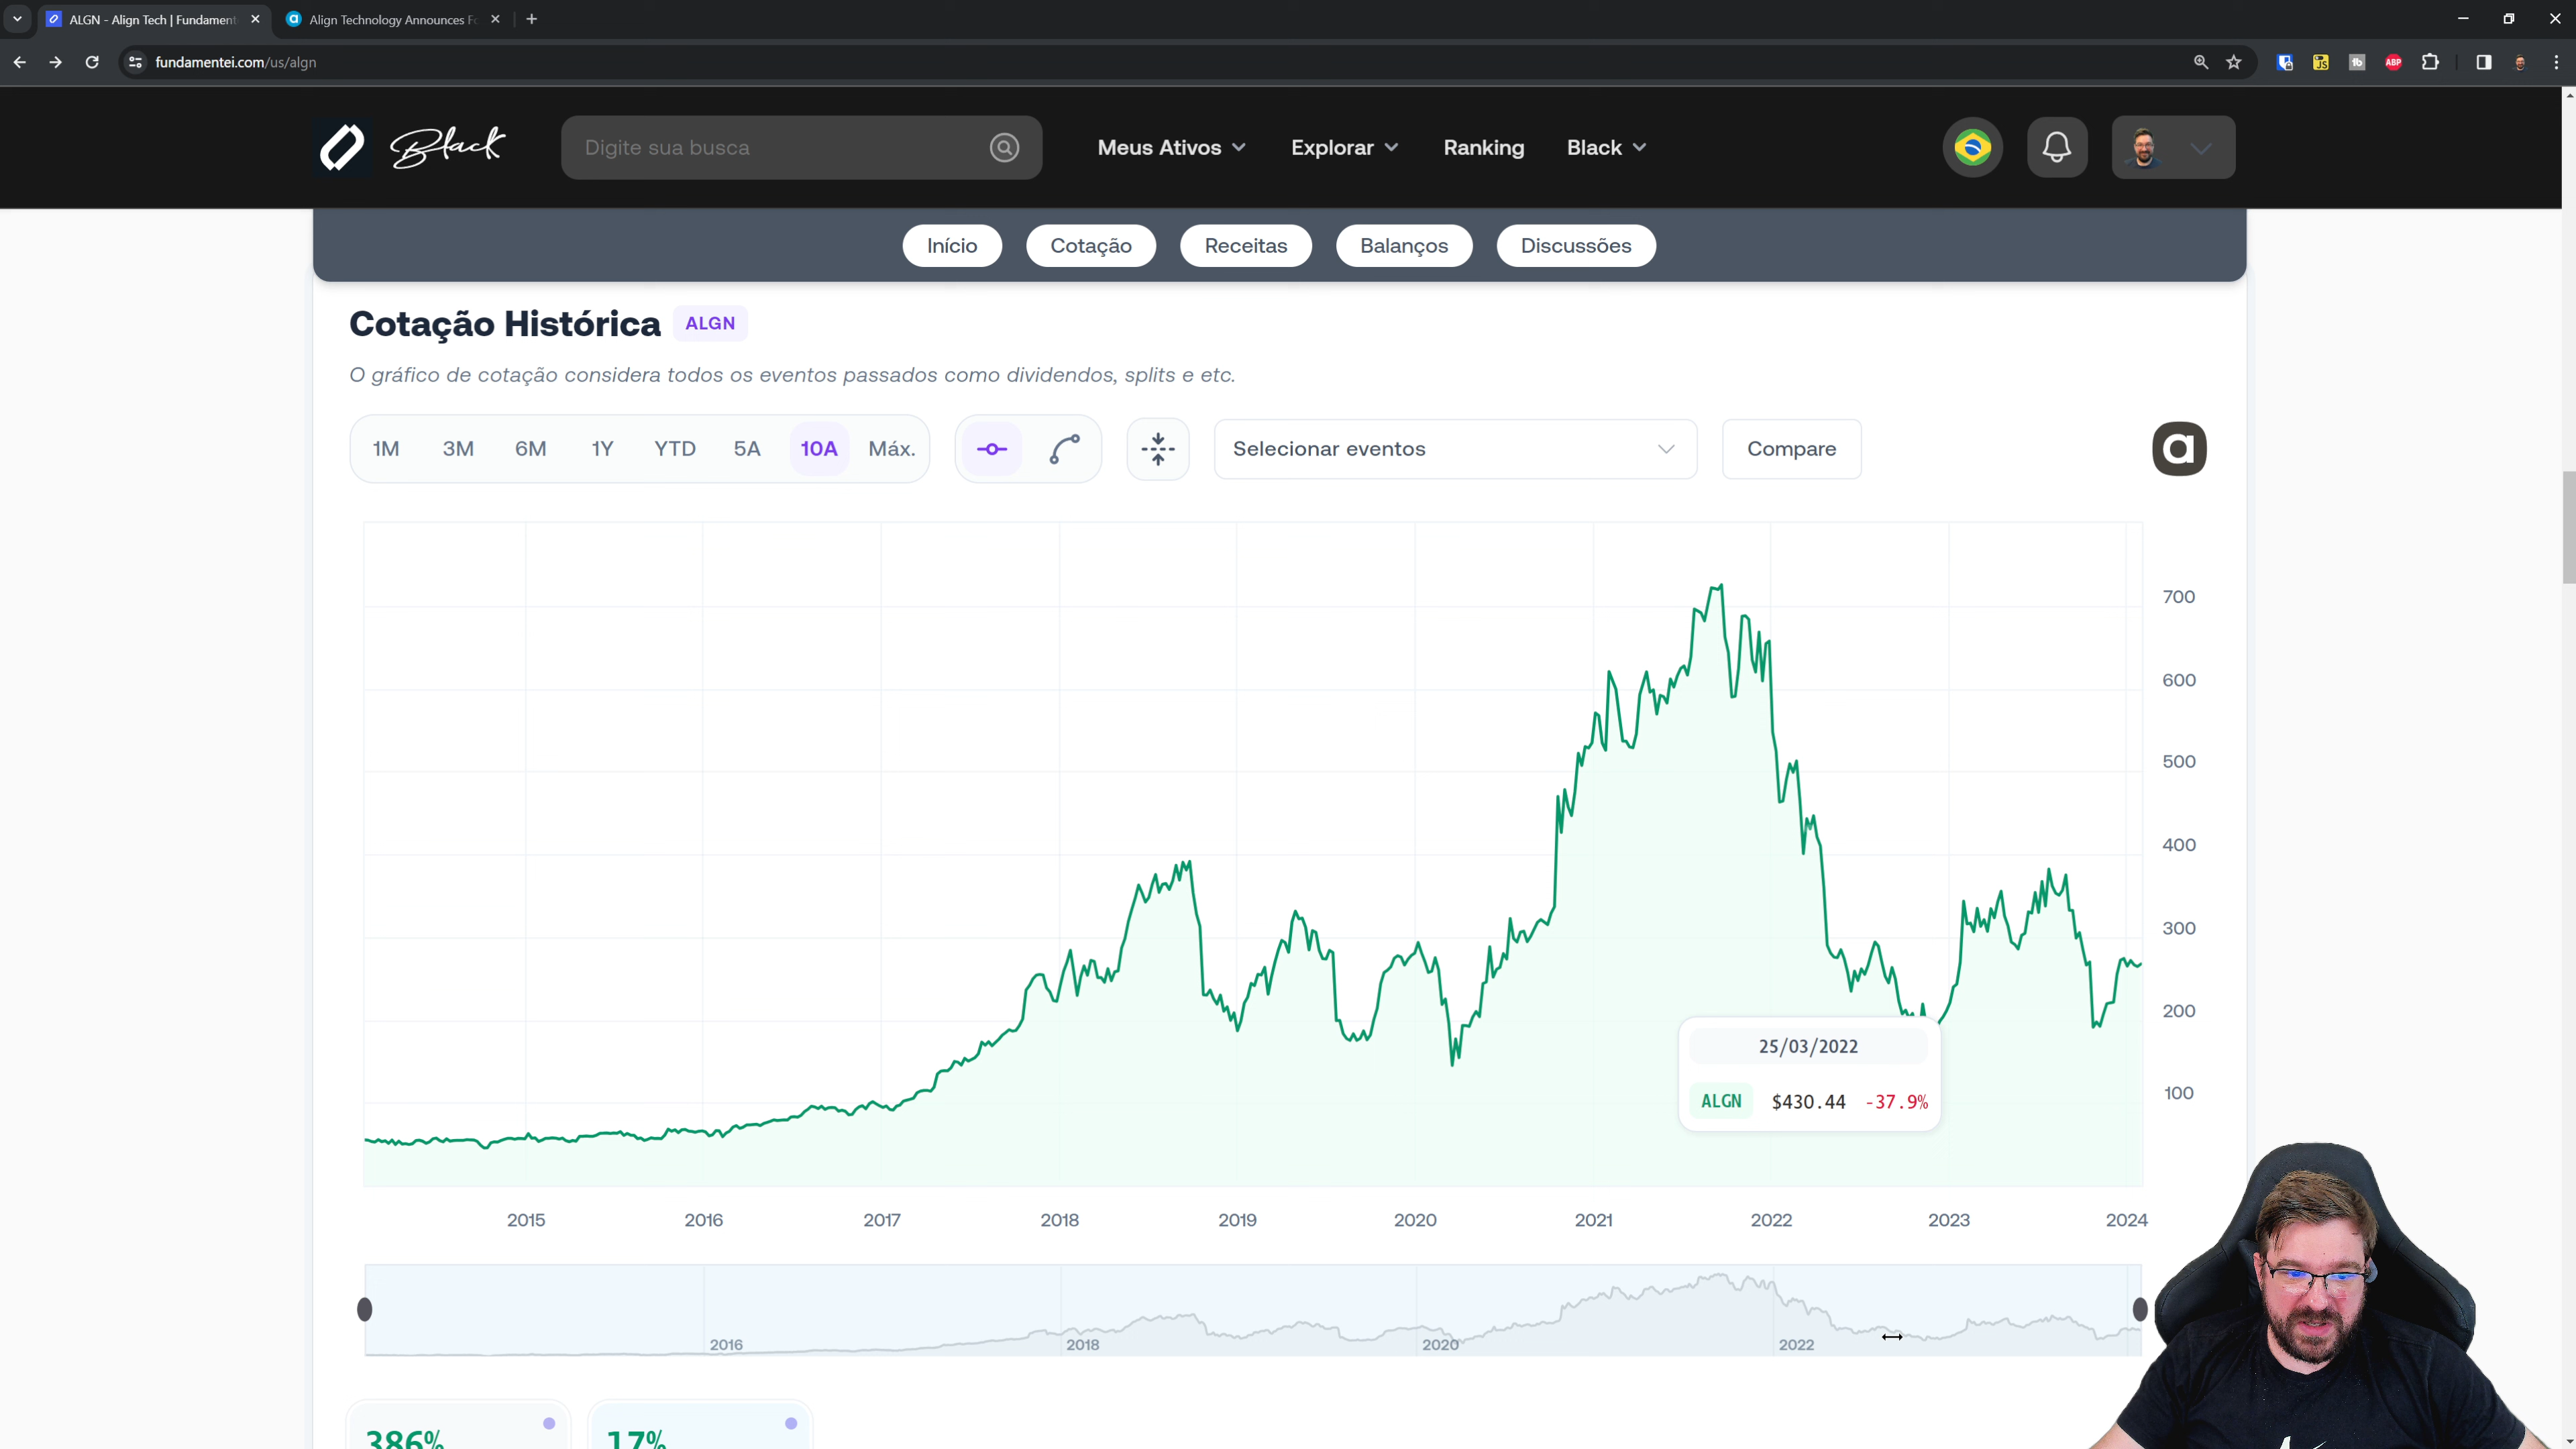 ALGN - Align Tech | Fundament
Align Technology Announces Fo
fundamentei.com/us/algn
JS
tb
ABP
Black
Digite sua busca
Meus Ativos
Explorar
Ranking
Black
Início
Cotação
Receitas
Balanços
Discussões
Cotação Histórica
ALGN
O gráfico de cotação considera todos os eventos passados como dividendos, splits e etc.
1M
3M
6M
1Y
YTD
5A
10A
Máx.
Selecionar eventos
Compare
a
700
600
500
400
300
200
100
25/03/2022
ALGN $430.44 -37.9%
2015
2016
2017
2018
2019
2020
2021
2022
2023
2024
2016
2018
2020
2022
386%
17%